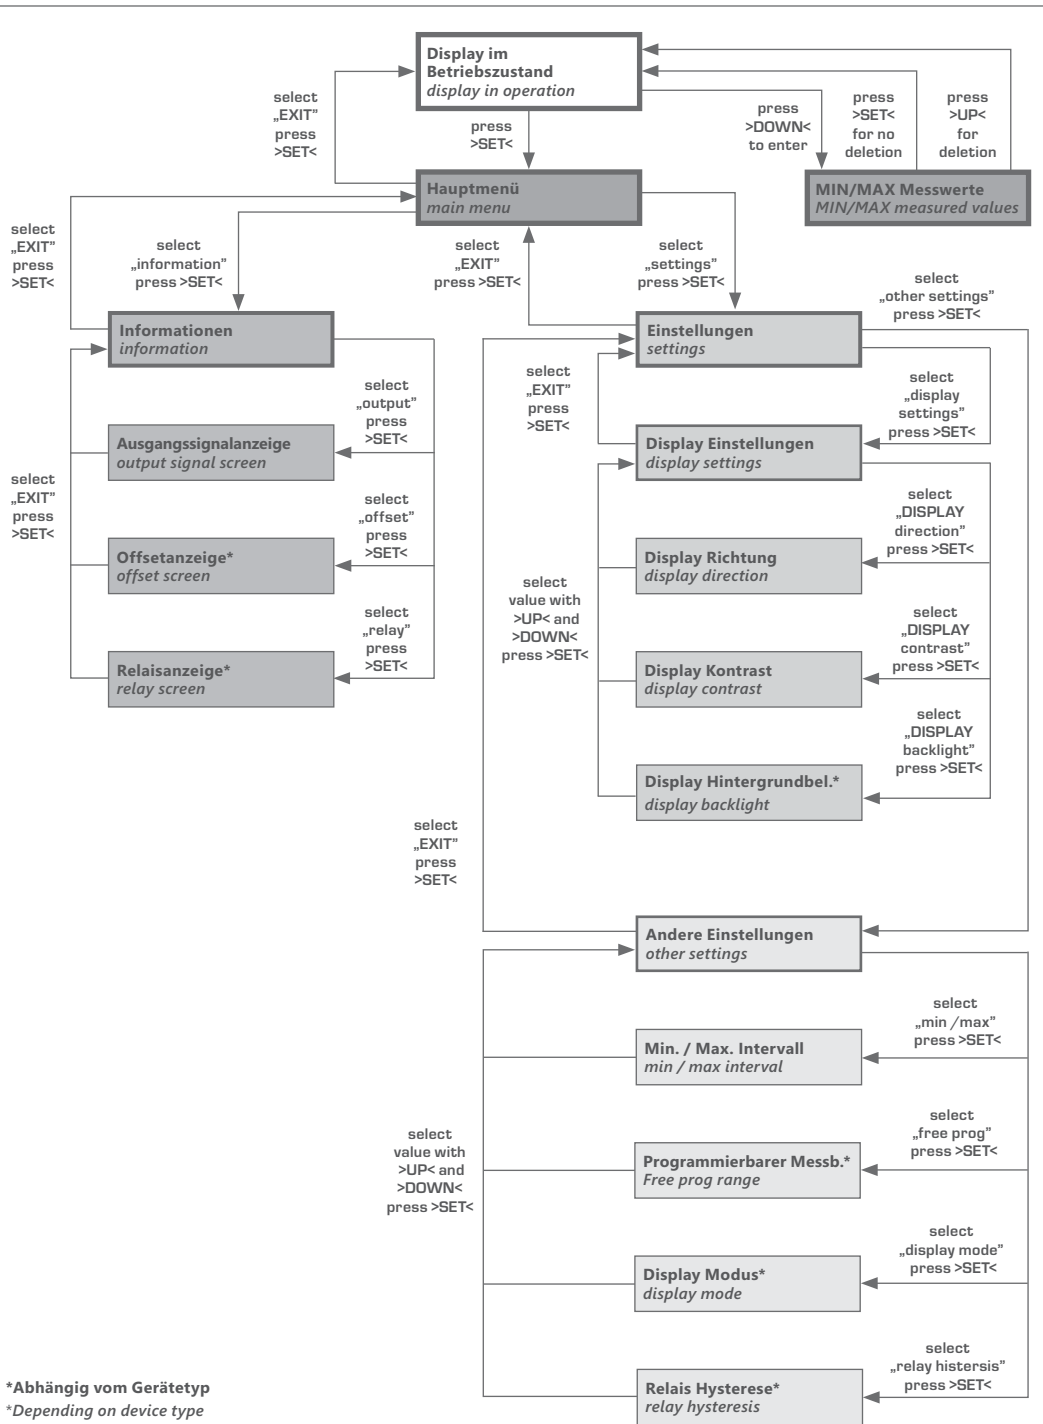 Display im
Betriebszustand
display in operation
select
„EXIT”
press
>SET<
press
>SET<
press
>DOWN<
to enter
press
>SET<
for no
deletion
press
>UP<
for
deletion
Hauptmenü
main menu
MIN/MAX Messwerte
MIN/MAX measured values
select
„EXIT”
press
>SET<
select
„information”
press >SET<
select
„EXIT”
press >SET<
select
„settings”
press >SET<
select
„other settings”
press >SET<
Informationen
information
Einstellungen
settings
select
„output”
press
>SET<
select
„EXIT”
press
>SET<
select
„display
settings”
press >SET<
Ausgangssignalanzeige
output signal screen
Display Einstellungen
display settings
select
„EXIT”
press
>SET<
select
„offset”
press
>SET<
select
„DISPLAY
direction”
press >SET<
Offsetanzeige*
offset screen
Display Richtung
display direction
select
value with
>UP< and
>DOWN<
press >SET<
select
„relay”
press
>SET<
select
„DISPLAY
contrast”
press >SET<
Relaisanzeige*
relay screen
Display Kontrast
display contrast
select
„DISPLAY
backlight”
press >SET<
Display Hintergrundbel.*
display backlight
select
„EXIT”
press
>SET<
Andere Einstellungen
other settings
select
„min /max”
press >SET<
Min. / Max. Intervall
min / max interval
select
value with
>UP< and
>DOWN<
press >SET<
select
„free prog”
press >SET<
Programmierbarer Messb.*
Free prog range
select
„display mode”
press >SET<
Display Modus*
display mode
select
„relay histersis”
press >SET<
Relais Hysterese*
relay hysteresis
*Abhängig vom Gerätetyp
*Depending on device type